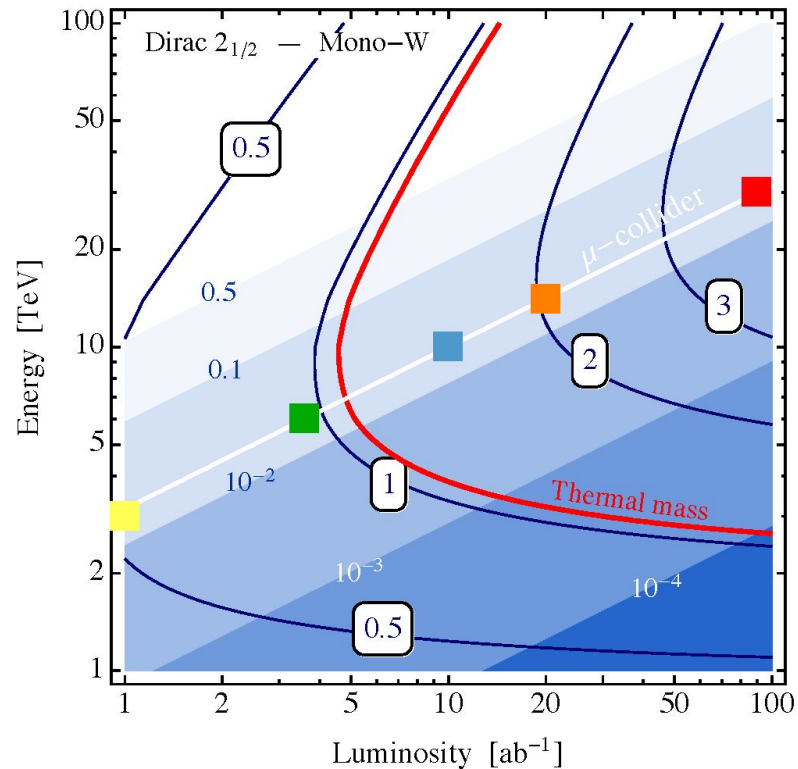 Dirac 2₁/₂ − Mono−W
100
50
20
10
5
2
1
Energy [TeV]
0.5
μ−collider
0.5
3
0.1
2
10⁻²
1
Thermal mass
10⁻³
10⁻⁴
0.5
1 2 5 10 20 50 100
Luminosity [ab⁻¹]